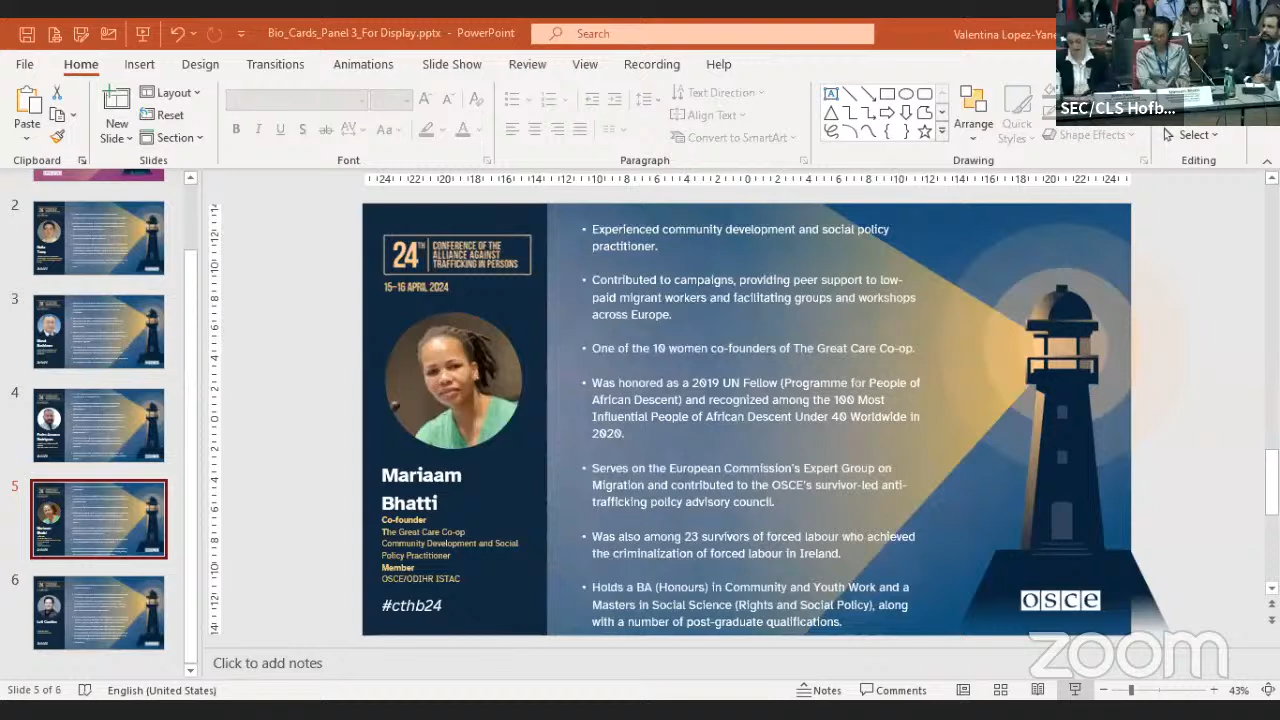 Bio_Cards_Panel 3_For Display.pptx - PowerPoint
Search
Valentina Lopez-Yane
File Home Insert Design Transitions Animations Slide Show Review View Recording Help
Paste
New
Slide
Layout
Reset
Section
Text Direction
Align Text
Convert to SmartArt
Arrange
Quick
Styles
Shape Effects
Select
SEC/CLS Hofb...
Clipboard Slides Font Paragraph Drawing Editing
2
3
4
5
6
24TH CONFERENCE OF THE
ALLIANCE AGAINST
TRAFFICKING IN PERSONS
15-16 APRIL 2024
Mariaam
Bhatti
Co-founder
The Great Care Co-op
Community Development and Social
Policy Practitioner
Member
OSCE/ODIHR ISTAC
#cthb24
• Experienced community development and social policy
practitioner.
• Contributed to campaigns, providing peer support to low-
paid migrant workers and facilitating groups and workshops
across Europe.
• One of the 10 women co-founders of The Great Care Co-op.
• Was honored as a 2019 UN Fellow (Programme for People of
African Descent) and recognized among the 100 Most
Influential People of African Descent Under 40 Worldwide in
2020.
• Serves on the European Commission's Expert Group on
Migration and contributed to the OSCE's survivor-led anti-
trafficking policy advisory council.
• Was also among 23 survivors of forced labour who achieved
the criminalization of forced labour in Ireland.
• Holds a BA (Honours) in Community and Youth Work and a
Masters in Social Science (Rights and Social Policy), along
with a number of post-graduate qualifications.
osce
zoom
Click to add notes
Slide 5 of 6 English (United States) Notes Comments 43%